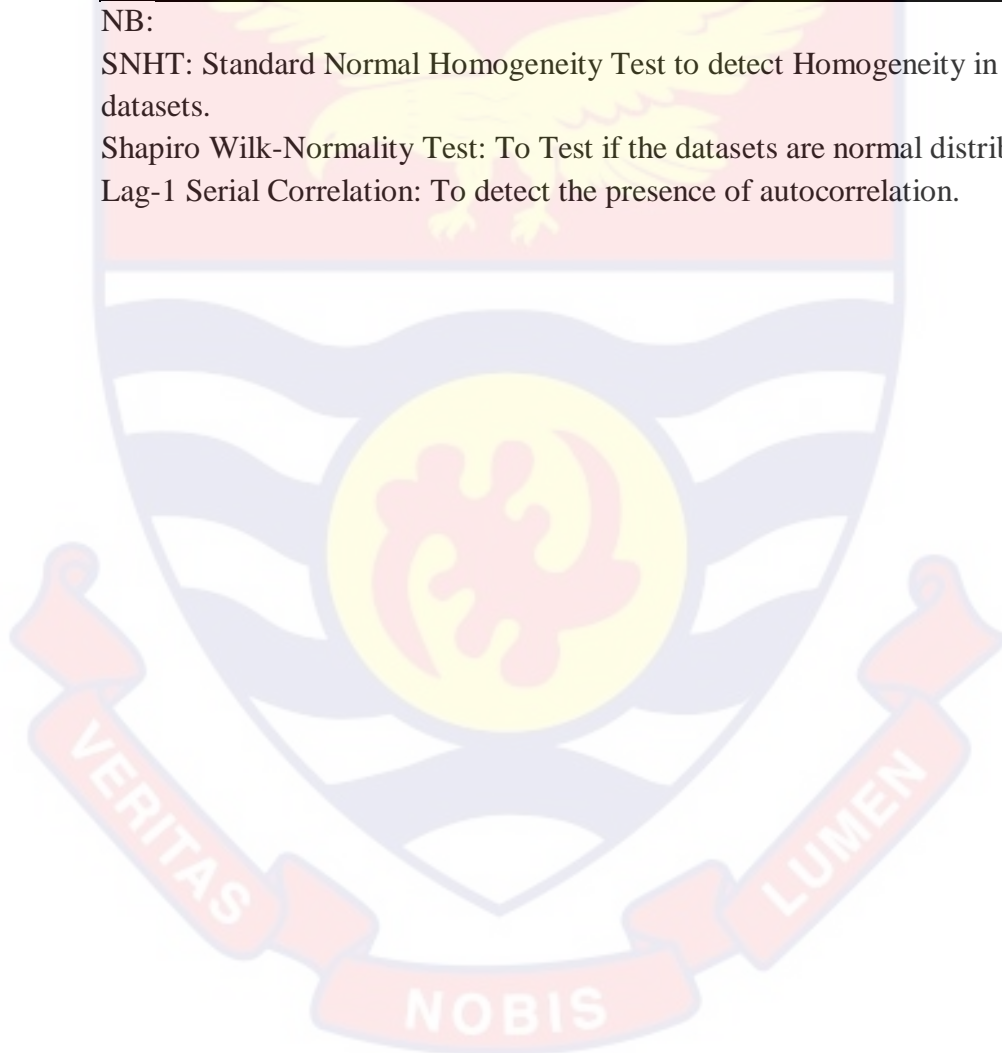 NB:
SNHT: Standard Normal Homogeneity Test to detect Homogeneity in
datasets.
Shapiro Wilk-Normality Test: To Test if the datasets are normal
Lag-1 Serial Correlation: To detect the presence of autocorrelation.
VERITAS
NOBIS
LUMEN